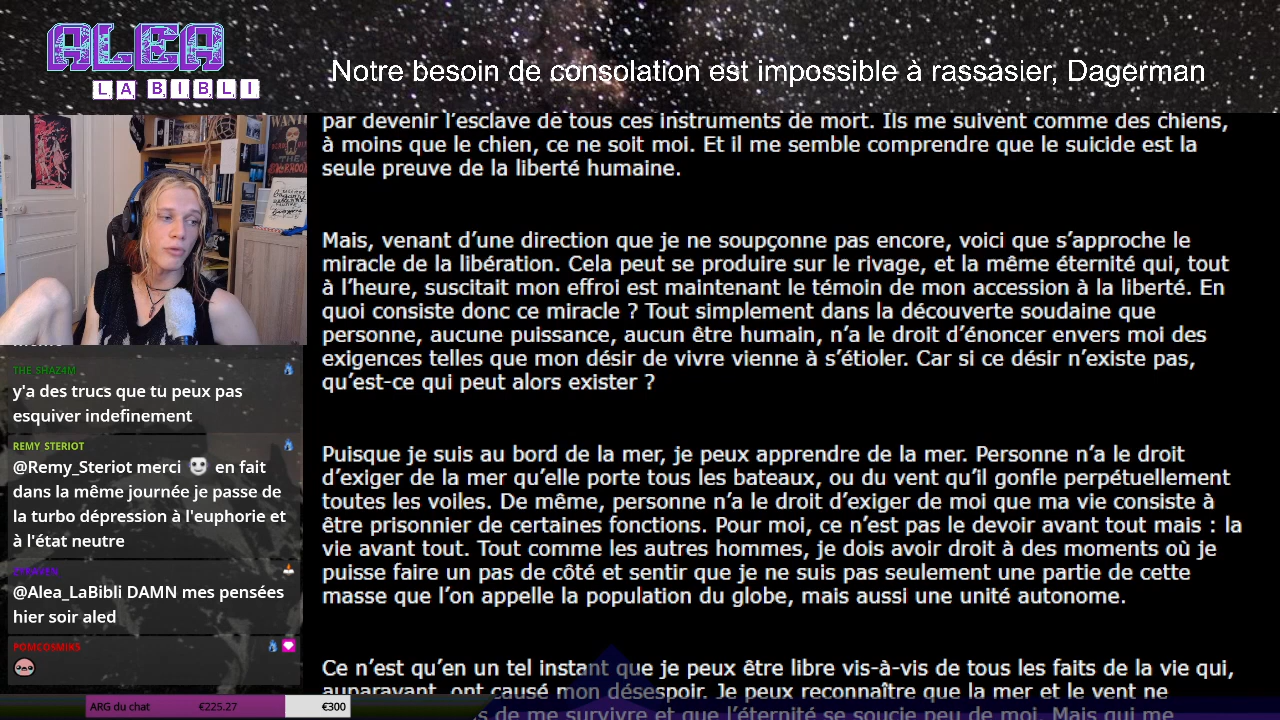 ALEA
LA BIBLI
Notre besoin de consolation est impossible à rassasier, Dagerman
WANTED
par devenir l’esclave de tous ces instruments de mort. Ils me suivent comme des chiens,
à moins que le chien, ce ne soit moi. Et il me semble comprendre que le suicide est la
seule preuve de la liberté humaine.
Mais, venant d’une direction que je ne soupçonne pas encore, voici que s’approche le
miracle de la libération. Cela peut se produire sur le rivage, et la même éternité qui, tout
à l’heure, suscitait mon effroi est maintenant le témoin de mon accession à la liberté. En
quoi consiste donc ce miracle ? Tout simplement dans la découverte soudaine que
personne, aucune puissance, aucun être humain, n’a le droit d’énoncer envers moi des
exigences telles que mon désir de vivre vienne à s’étioler. Car si ce désir n’existe pas,
qu’est-ce qui peut alors exister ?
Puisque je suis au bord de la mer, je peux apprendre de la mer. Personne n’a le droit
d’exiger de la mer qu’elle porte tous les bateaux, ou du vent qu’il gonfle perpétuellement
toutes les voiles. De même, personne n’a le droit d’exiger de moi que ma vie consiste à
être prisonnier de certaines fonctions. Pour moi, ce n’est pas le devoir avant tout mais : la
vie avant tout. Tout comme les autres hommes, je dois avoir droit à des moments où je
puisse faire un pas de côté et sentir que je ne suis pas seulement une partie de cette
masse que l’on appelle la population du globe, mais aussi une unité autonome.
Ce n’est qu’en un tel instant que je peux être libre vis-à-vis de tous les faits de la vie qui,
auparavant, ont causé mon désespoir. Je peux reconnaître que la mer et le vent ne
de me survivre et que l’éternité se soucie peu de moi. Mais qui me
THE SHAZ4M
y'a des trucs que tu peux pas
esquiver indefinement
REMY STERIOT
@Remy_Steriot merci en fait
dans la même journée je passe de
la turbo dépression à l'euphorie et
à l'état neutre
@Alea_LaBibli DAMN mes pensées
hier soir aled
POMCOSMIKS
ARG du chat €225.27 €300